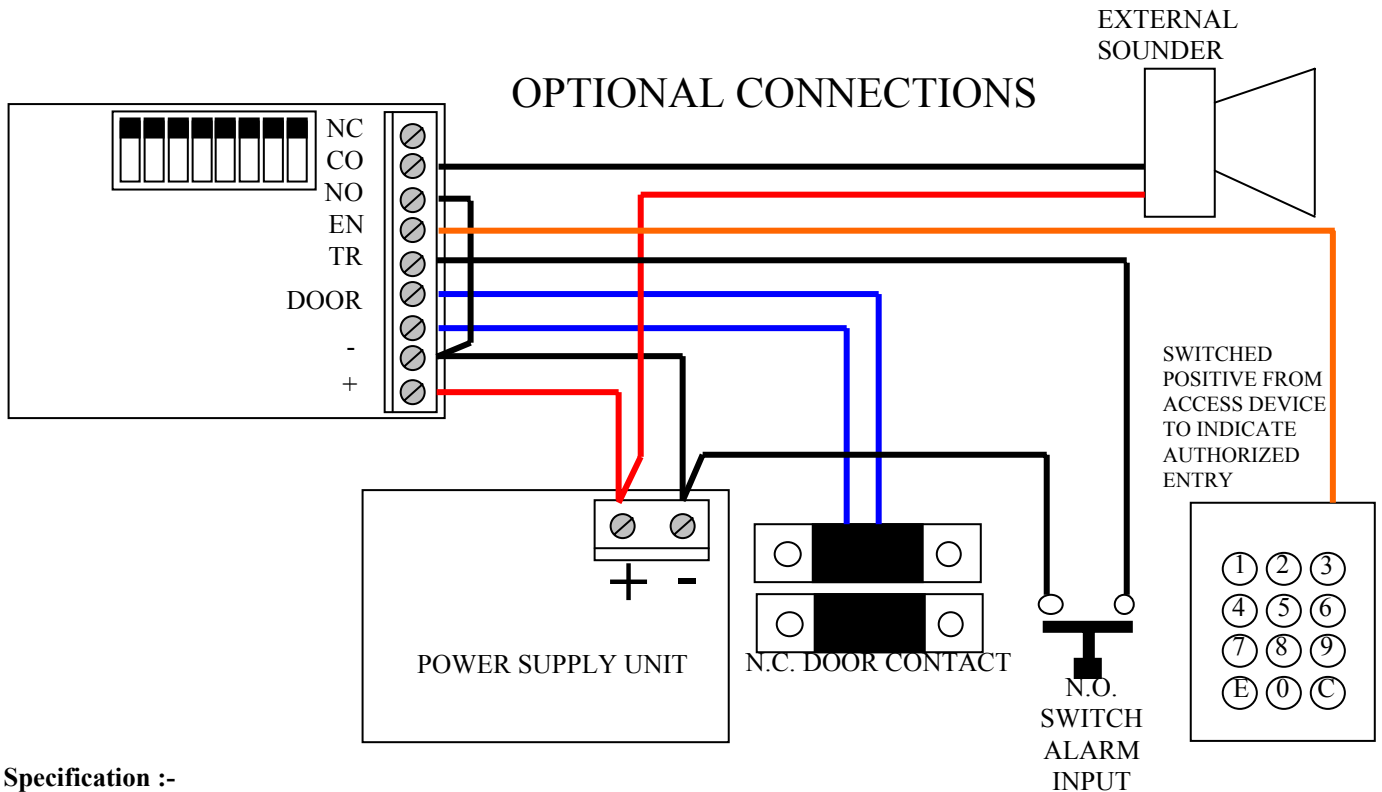 EXTERNAL
SOUNDER
OPTIONAL CONNECTIONS
NC
CO
NO
EN
TR
DOOR
-
+
SWITCHED
POSITIVE FROM
ACCESS DEVICE
TO INDICATE
AUTHORIZED
ENTRY
+ -
POWER SUPPLY UNIT
N.C. DOOR CONTACT
N.O.
SWITCH
ALARM
INPUT
1 2 3
4 5 6
7 8 9
E 0 C
Specification :-